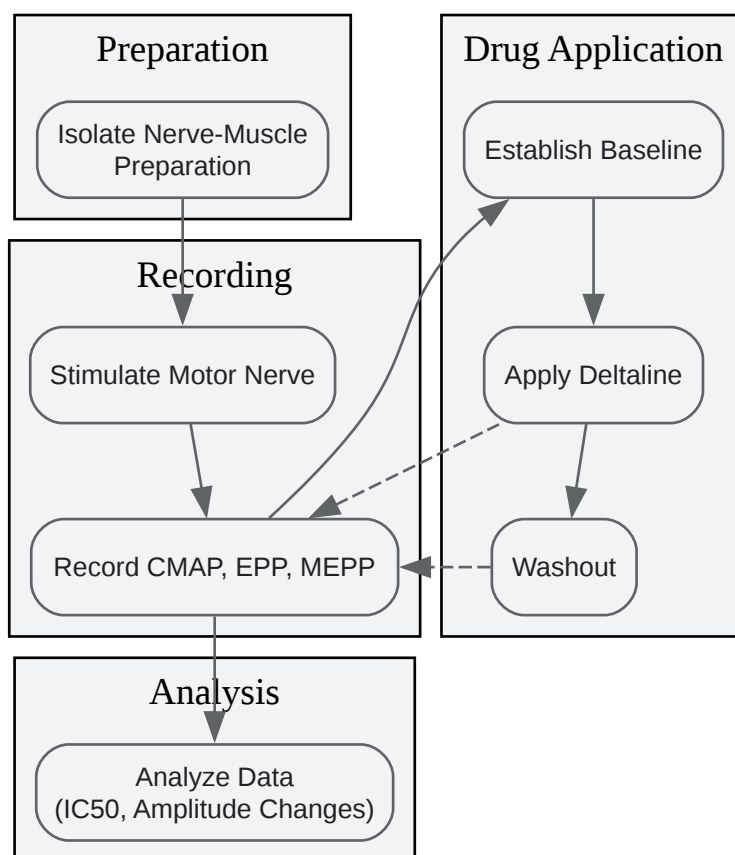 Preparation
Isolate Nerve-Muscle
Preparation
Recording
Stimulate Motor Nerve
Record CMAP, EPP, MEPP
Analysis
Analyze Data
(IC50, Amplitude Changes)
Drug Application
Establish Baseline
Apply Deltaline
Washout